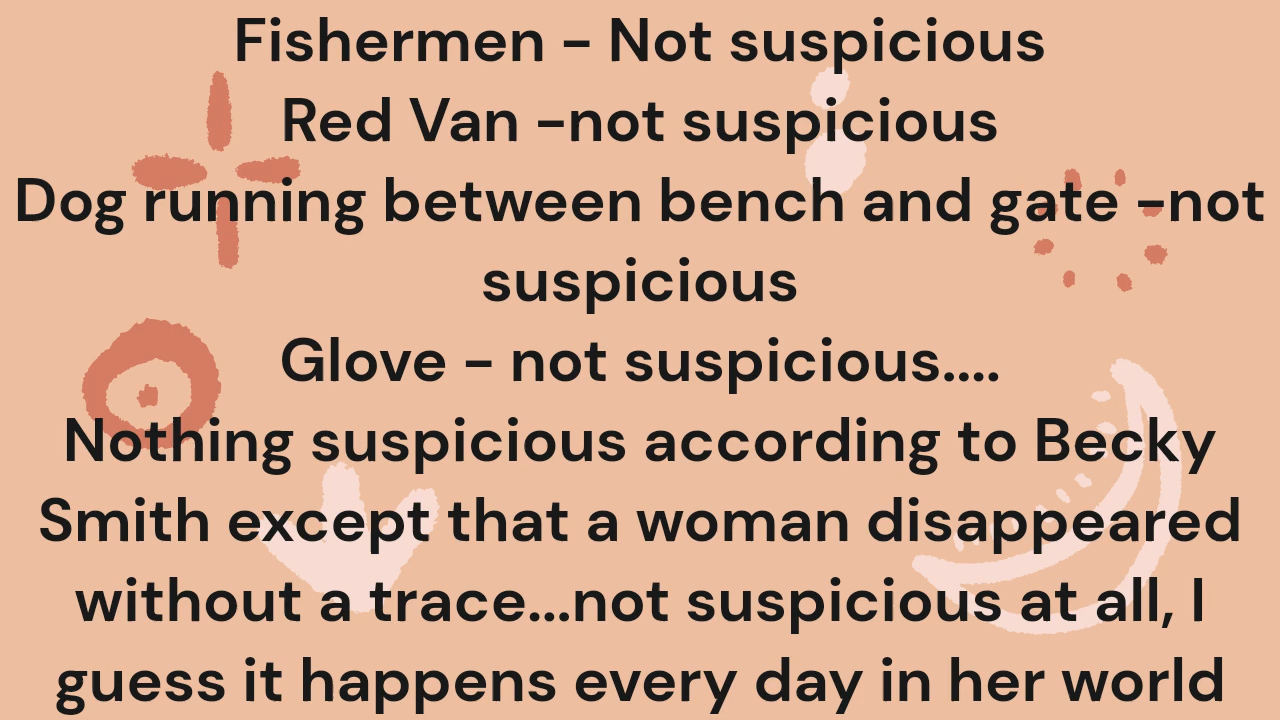 Fishermen - Not suspicious
Red Van -not suspicious
Dog running between bench and gate -not
suspicious
Glove - not suspicious....
Nothing suspicious according to Becky
Smith except that a woman disappeared
without a trace...not suspicious at all, I
guess it happens every day in her world